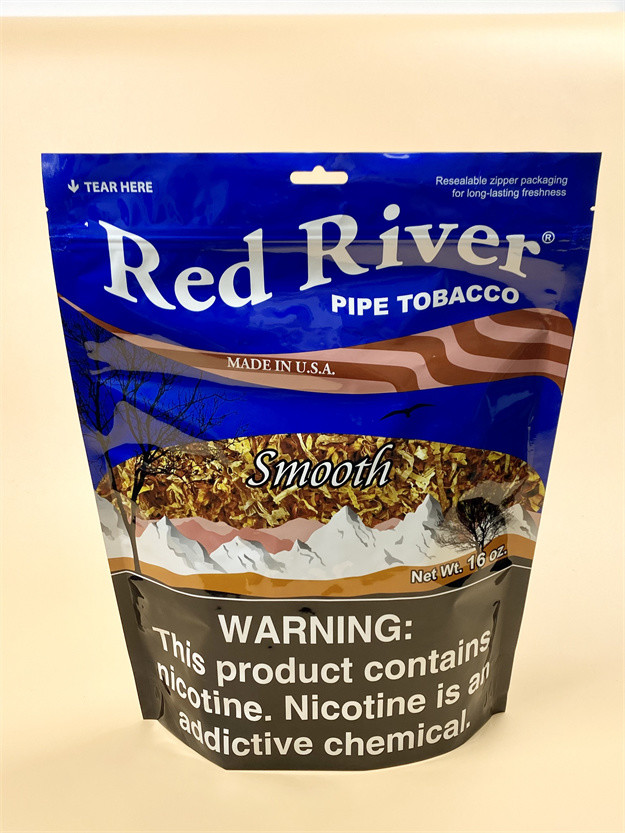 TEAR HERE
Resealable zipper packaging
for long-lasting freshness
Red River®
PIPE TOBACCO
MADE IN U.S.A.
Smooth
Net Wt. 16 oz.
WARNING:
This product contains
nicotine. Nicotine is an
addictive chemical.